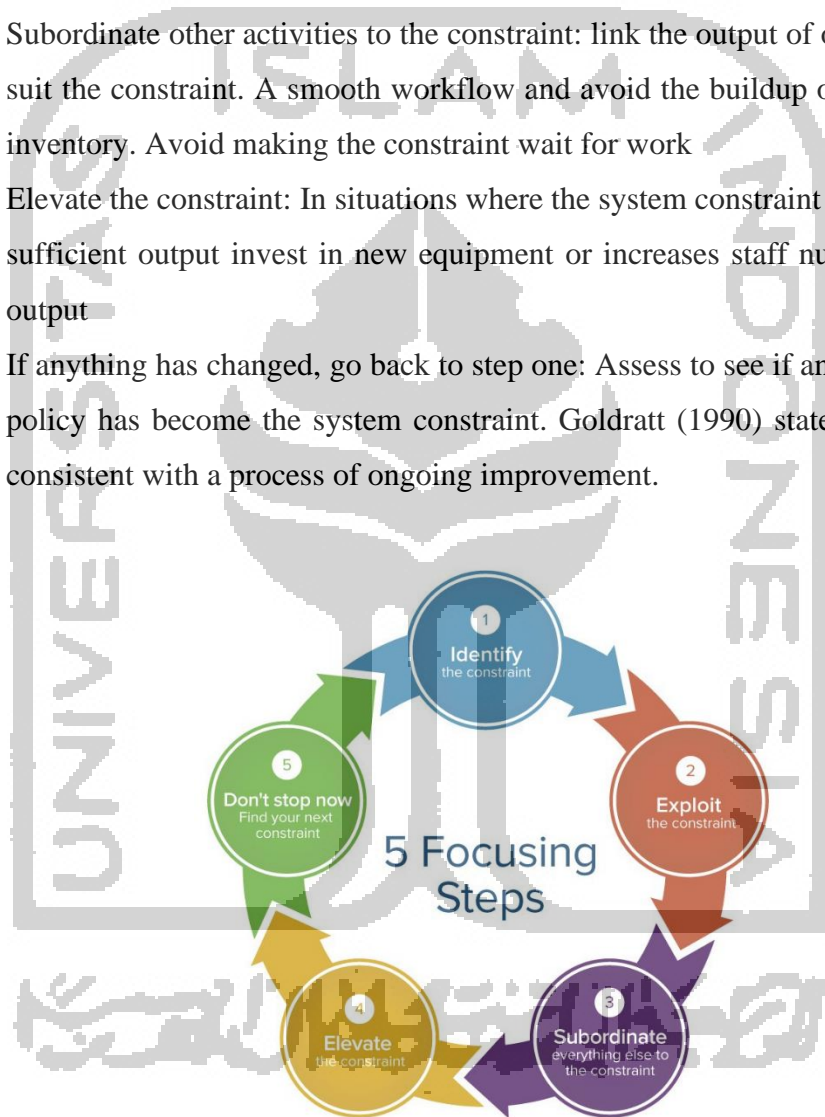 Subordinate other activities to the constraint: link the output of
suit the constraint. A smooth workflow and avoid the buildup
inventory. Avoid making the constraint wait for work
Elevate the constraint: In situations where the system constraint
sufficient output invest in new equipment or increases staff
output
If anything has changed, go back to step one: Assess to see if
policy has become the system constraint. Goldratt (1990)
consistent with a process of ongoing improvement.
1
Identify
the constraint
2
Exploit
the constraint
3
Subordinate
everything else to
the constraint
4
Elevate
the constraint
5
Don't stop now
Find your next
constraint
5 Focusing
Steps
UNIVERSITAS
ISLAM
INDONESIA